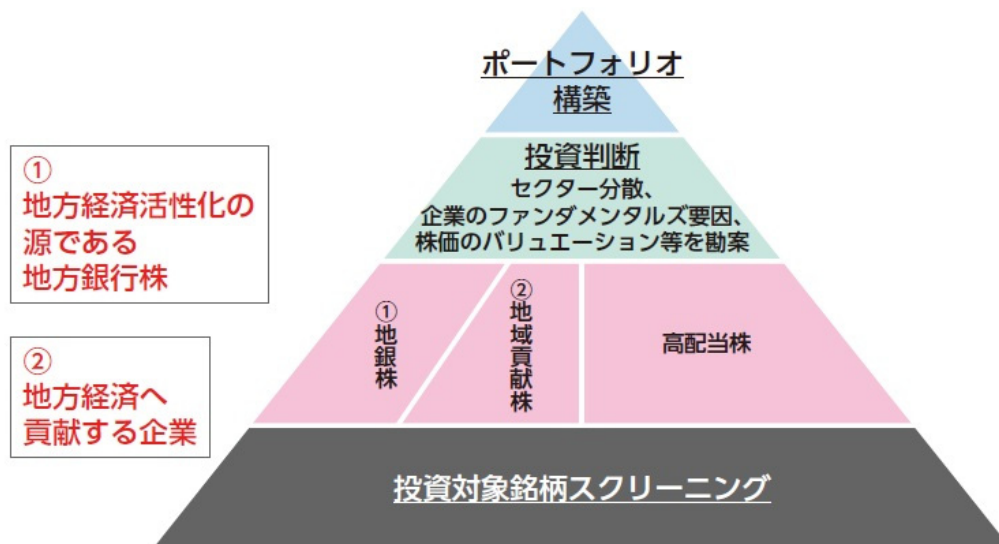 ポートフォリオ
構築
投資判断
セクター分散、
企業のファンダメンタルズ要因、
株価のバリュエーション等を勘案
①
地方経済活性化の
源である
地方銀行株
②
地方経済へ
貢献する企業
①地銀株
②地域貢献株
高配当株
投資対象銘柄スクリーニング